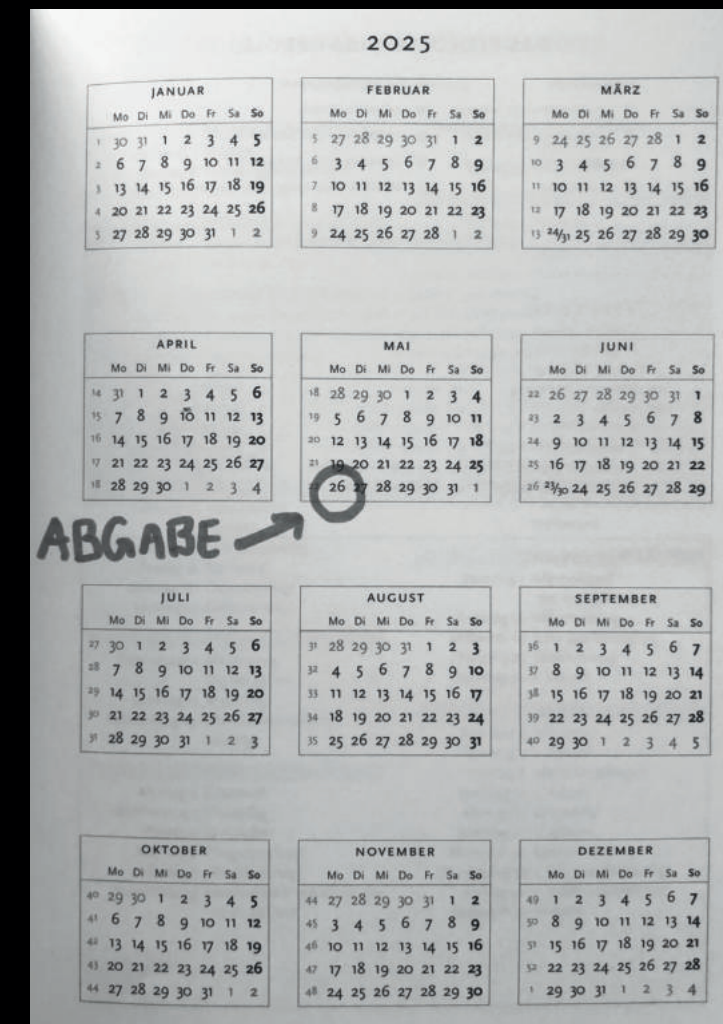 2025
JANUAR
Mo Di Mi Do Fr Sa So
1 30 31 1 2 3 4 5
2 6 7 8 9 10 11 12
3 13 14 15 16 17 18 19
4 20 21 22 23 24 25 26
5 27 28 29 30 31 1 2
FEBRUAR
Mo Di Mi Do Fr Sa So
5 27 28 29 30 31 1 2
6 3 4 5 6 7 8 9
7 10 11 12 13 14 15 16
8 17 18 19 20 21 22 23
9 24 25 26 27 28 1 2
MÄRZ
Mo Di Mi Do Fr Sa So
9 24 25 26 27 28 1 2
10 3 4 5 6 7 8 9
11 10 11 12 13 14 15 16
12 17 18 19 20 21 22 23
13 24/31 25 26 27 28 29 30
APRIL
Mo Di Mi Do Fr Sa So
14 31 1 2 3 4 5 6
15 7 8 9 10 11 12 13
16 14 15 16 17 18 19 20
17 21 22 23 24 25 26 27
18 28 29 30 1 2 3 4
MAI
Mo Di Mi Do Fr Sa So
18 28 29 30 1 2 3 4
19 5 6 7 8 9 10 11
20 12 13 14 15 16 17 18
21 19 20 21 22 23 24 25
26 27 28 29 30 31 1
JUNI
Mo Di Mi Do Fr Sa So
22 26 27 28 29 30 31 1
23 2 3 4 5 6 7 8
24 9 10 11 12 13 14 15
25 16 17 18 19 20 21 22
26 23/30 24 25 26 27 28 29
ABGABE
JULI
Mo Di Mi Do Fr Sa So
27 30 1 2 3 4 5 6
28 7 8 9 10 11 12 13
29 14 15 16 17 18 19 20
30 21 22 23 24 25 26 27
31 28 29 30 31 1 2 3
AUGUST
Mo Di Mi Do Fr Sa So
31 28 29 30 31 1 2 3
32 4 5 6 7 8 9 10
33 11 12 13 14 15 16 17
34 18 19 20 21 22 23 24
35 25 26 27 28 29 30 31
SEPTEMBER
Mo Di Mi Do Fr Sa So
36 1 2 3 4 5 6 7
37 8 9 10 11 12 13 14
38 15 16 17 18 19 20 21
39 22 23 24 25 26 27 28
40 29 30 1 2 3 4 5
OKTOBER
Mo Di Mi Do Fr Sa So
40 29 30 1 2 3 4 5
41 6 7 8 9 10 11 12
42 13 14 15 16 17 18 19
43 20 21 22 23 24 25 26
44 27 28 29 30 31 1 2
NOVEMBER
Mo Di Mi Do Fr Sa So
44 27 28 29 30 31 1 2
45 3 4 5 6 7 8 9
46 10 11 12 13 14 15 16
47 17 18 19 20 21 22 23
48 24 25 26 27 28 29 30
DEZEMBER
Mo Di Mi Do Fr Sa So
49 1 2 3 4 5 6 7
50 8 9 10 11 12 13 14
51 15 16 17 18 19 20 21
52 22 23 24 25 26 27 28
1 29 30 31 1 2 3 4